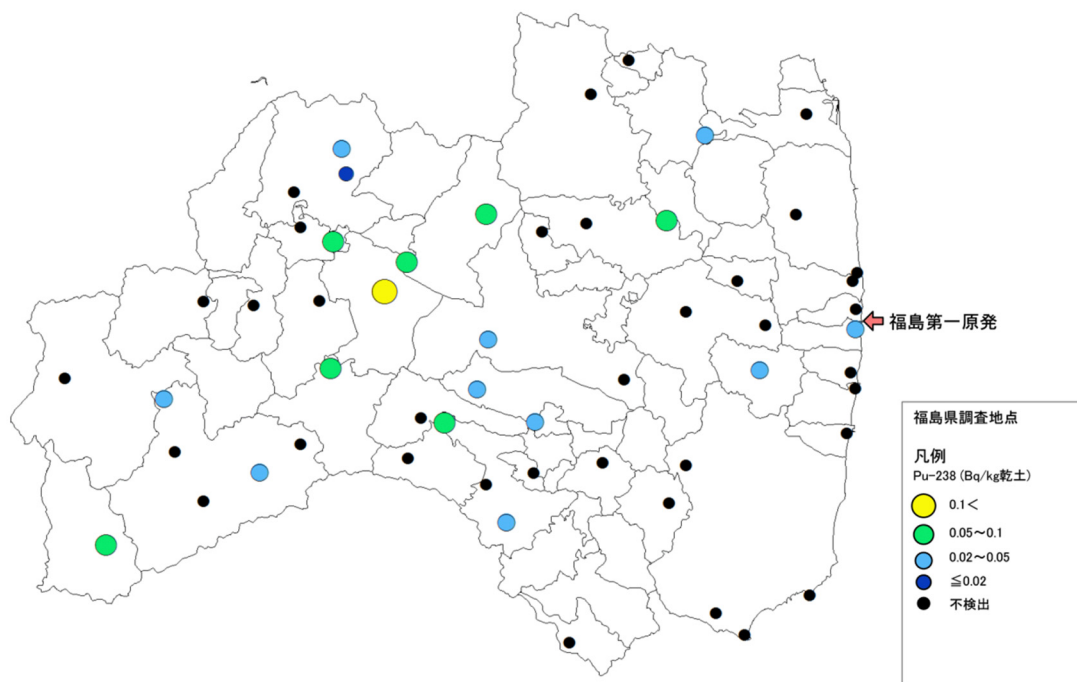 福島第一原発
福島県調査地点
凡例
Pu-238 (Bq/kg乾土)
0.1<
0.05～0.1
0.02～0.05
≦0.02
不検出